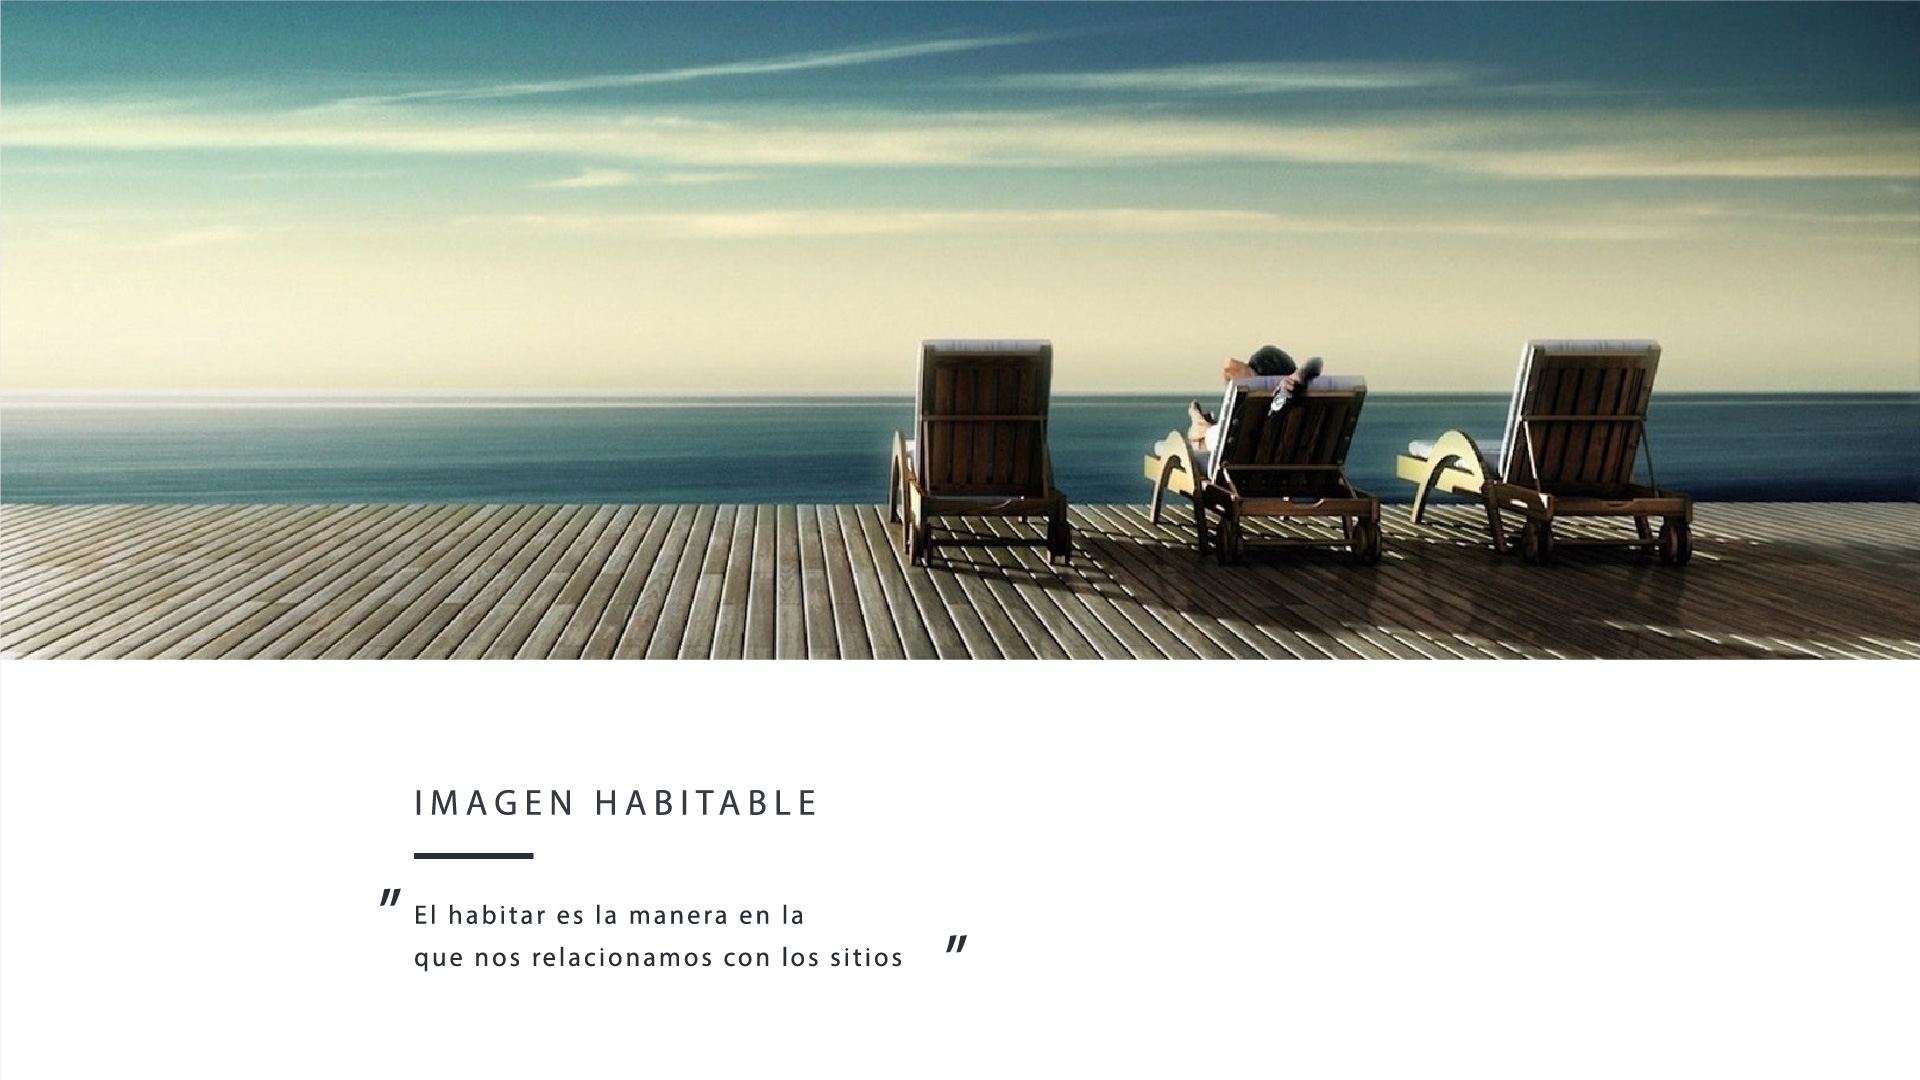 IMAGEN HABITABLE
" El habitar es la manera en la
que nos relacionamos con los sitios "